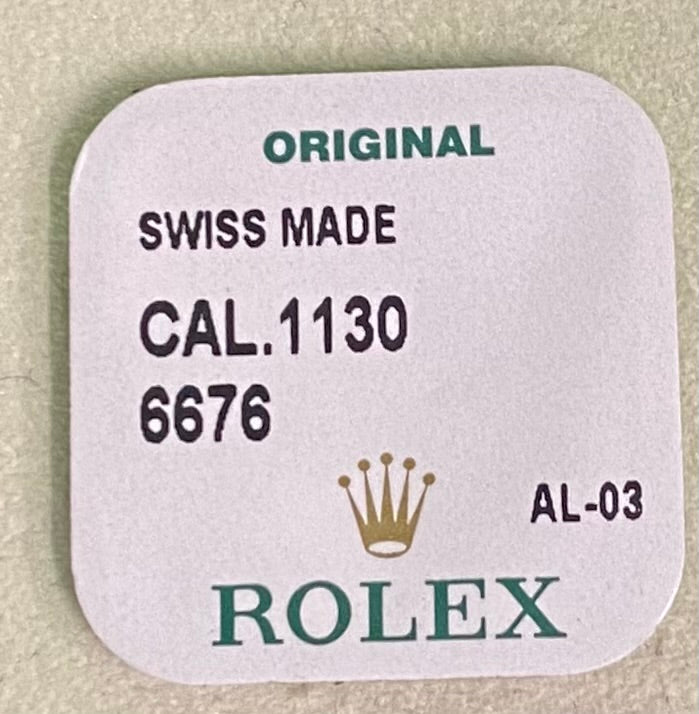 ORIGINAL
SWISS MADE
CAL.1130
6676
AL-03
ROLEX